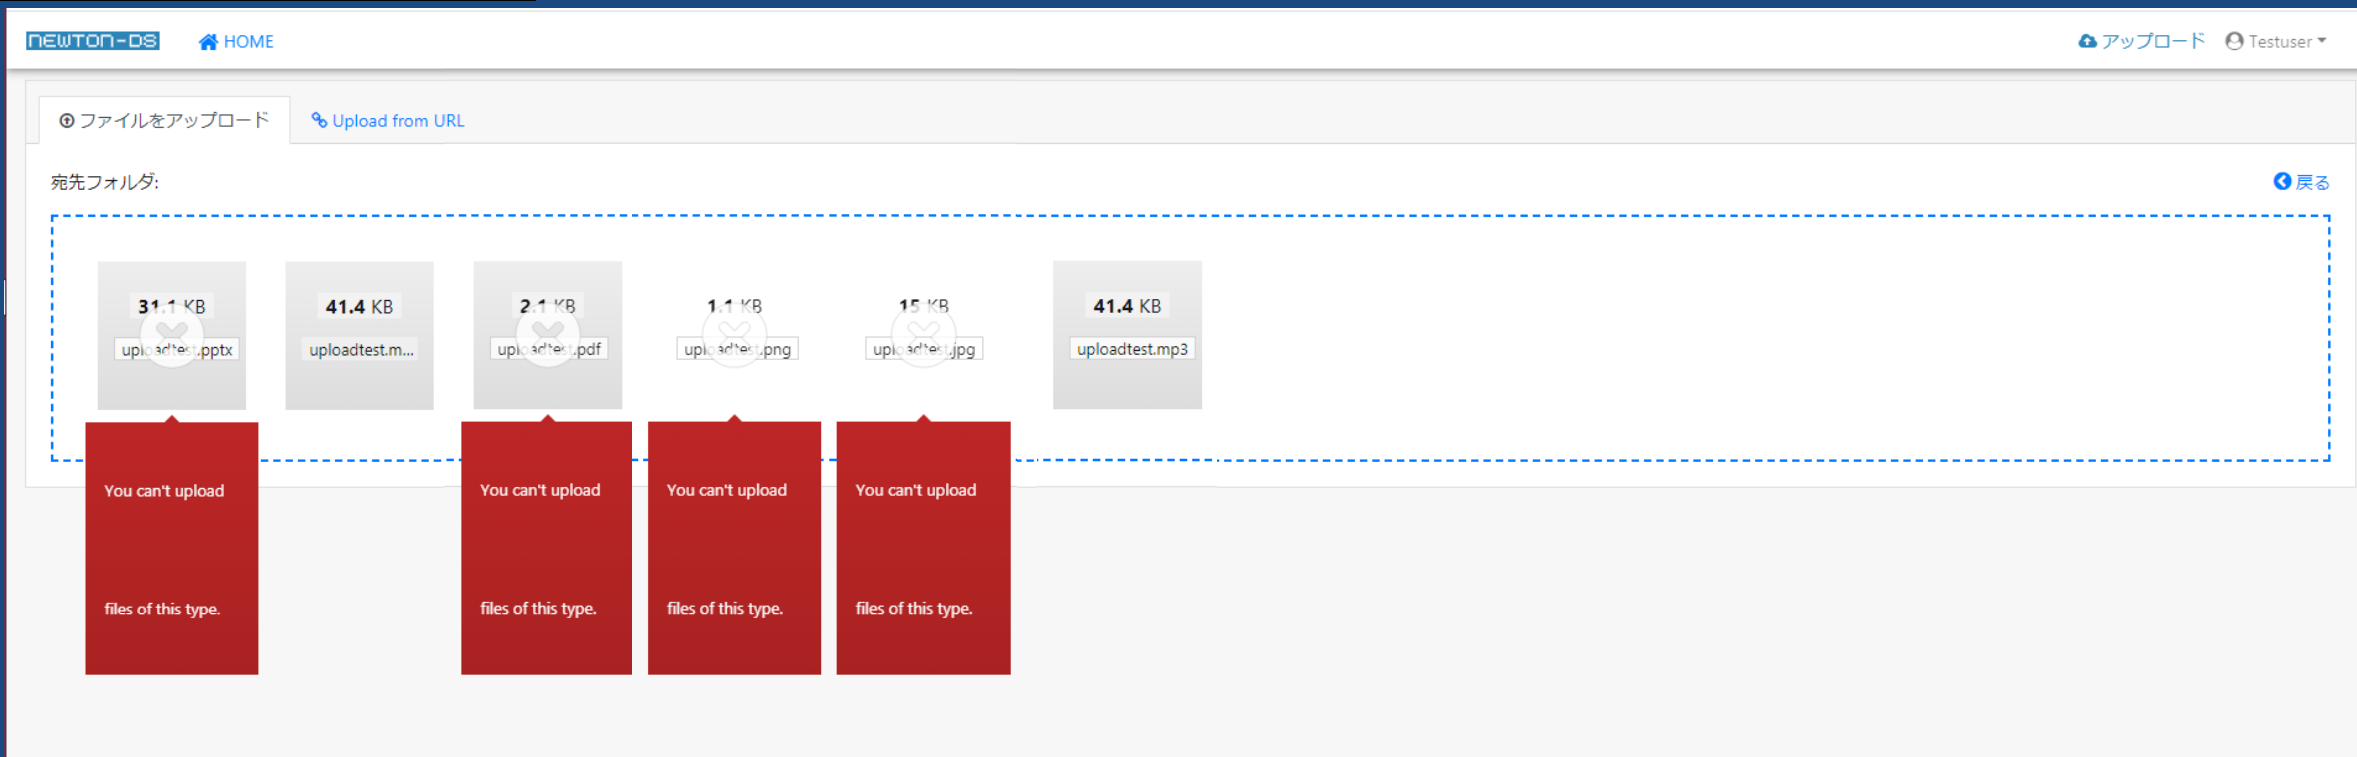 NEWTON-DS
HOME
アップロード
Testuser
ファイルをアップロード
Upload from URL
宛先フォルダ:
戻る
31.1 KB
uploadtest.pptx
41.4 KB
uploadtest.m...
2.1 KB
uploadtest.pdf
1.1 KB
uploadtest.png
15 KB
uploadtest.jpg
41.4 KB
uploadtest.mp3
You can't upload
files of this type.
You can't upload
files of this type.
You can't upload
files of this type.
You can't upload
files of this type.